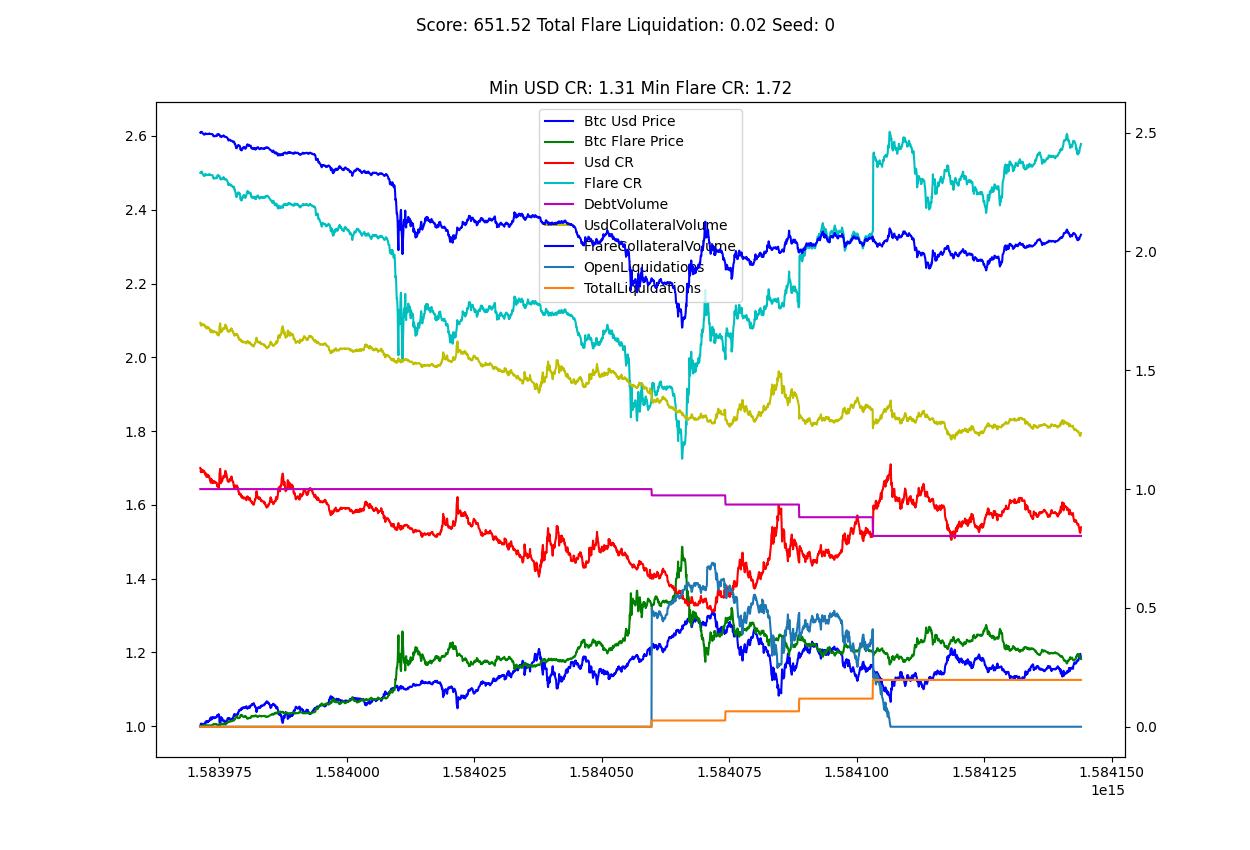 Score: 651.52 Total Flare Liquidation: 0.02 Seed: 0
Min USD CR: 1.31 Min Flare CR: 1.72
Btc Usd Price
Btc Flare Price
Usd CR
Flare CR
DebtVolume
UsdCollateralVolume
FlareCollateralVolume
OpenLiquidations
TotalLiquidations
2.6
2.4
2.2
2.0
1.8
1.6
1.4
1.2
1.0
2.5
2.0
1.5
1.0
0.5
0.0
1.583975 1.584000 1.584025 1.584050 1.584075 1.584100 1.584125 1.584150
1e15